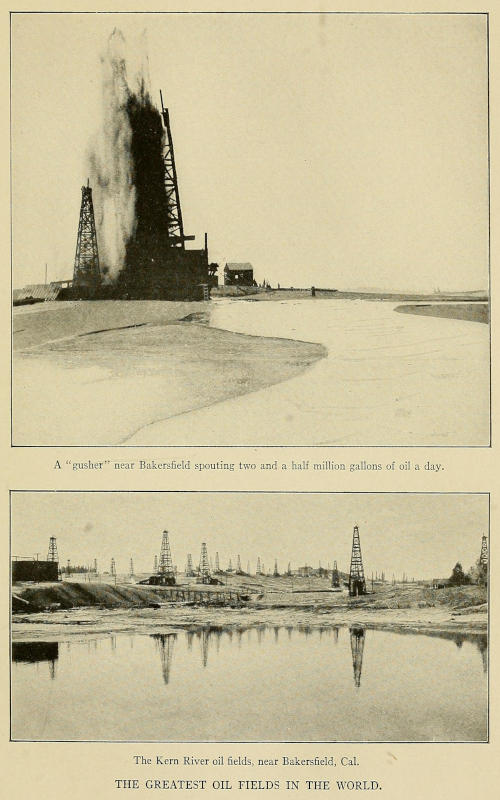 A "gusher" near Bakersfield spouting two and a half million gallons of oil a day.
The Kern River oil fields, near Bakersfield, Cal.
THE GREATEST OIL FIELDS IN THE WORLD.